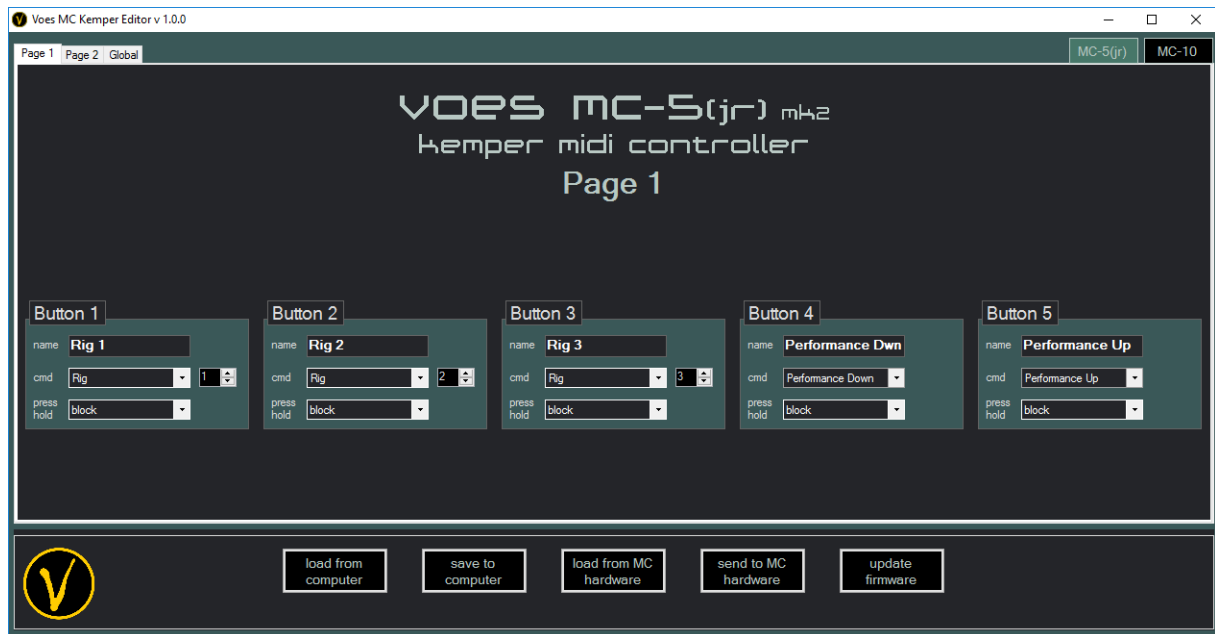 Voes MC Kemper Editor v 1.0.0
Page 1 Page 2 Global MC-5(jr) MC-10
voes mc-5(jr) mk2
kemper midi controller
Page 1
Button 1 Button 2 Button 3 Button 4 Button 5
name Rig 1 name Rig 2 name Rig 3 name Performance Dwn name Performance Up
cmd Rig 1 cmd Rig 2 cmd Rig 3 cmd Performance Down cmd Performance Up
press hold block press hold block press hold block press hold block press hold block
V load from computer save to computer load from MC hardware send to MC hardware update firmware